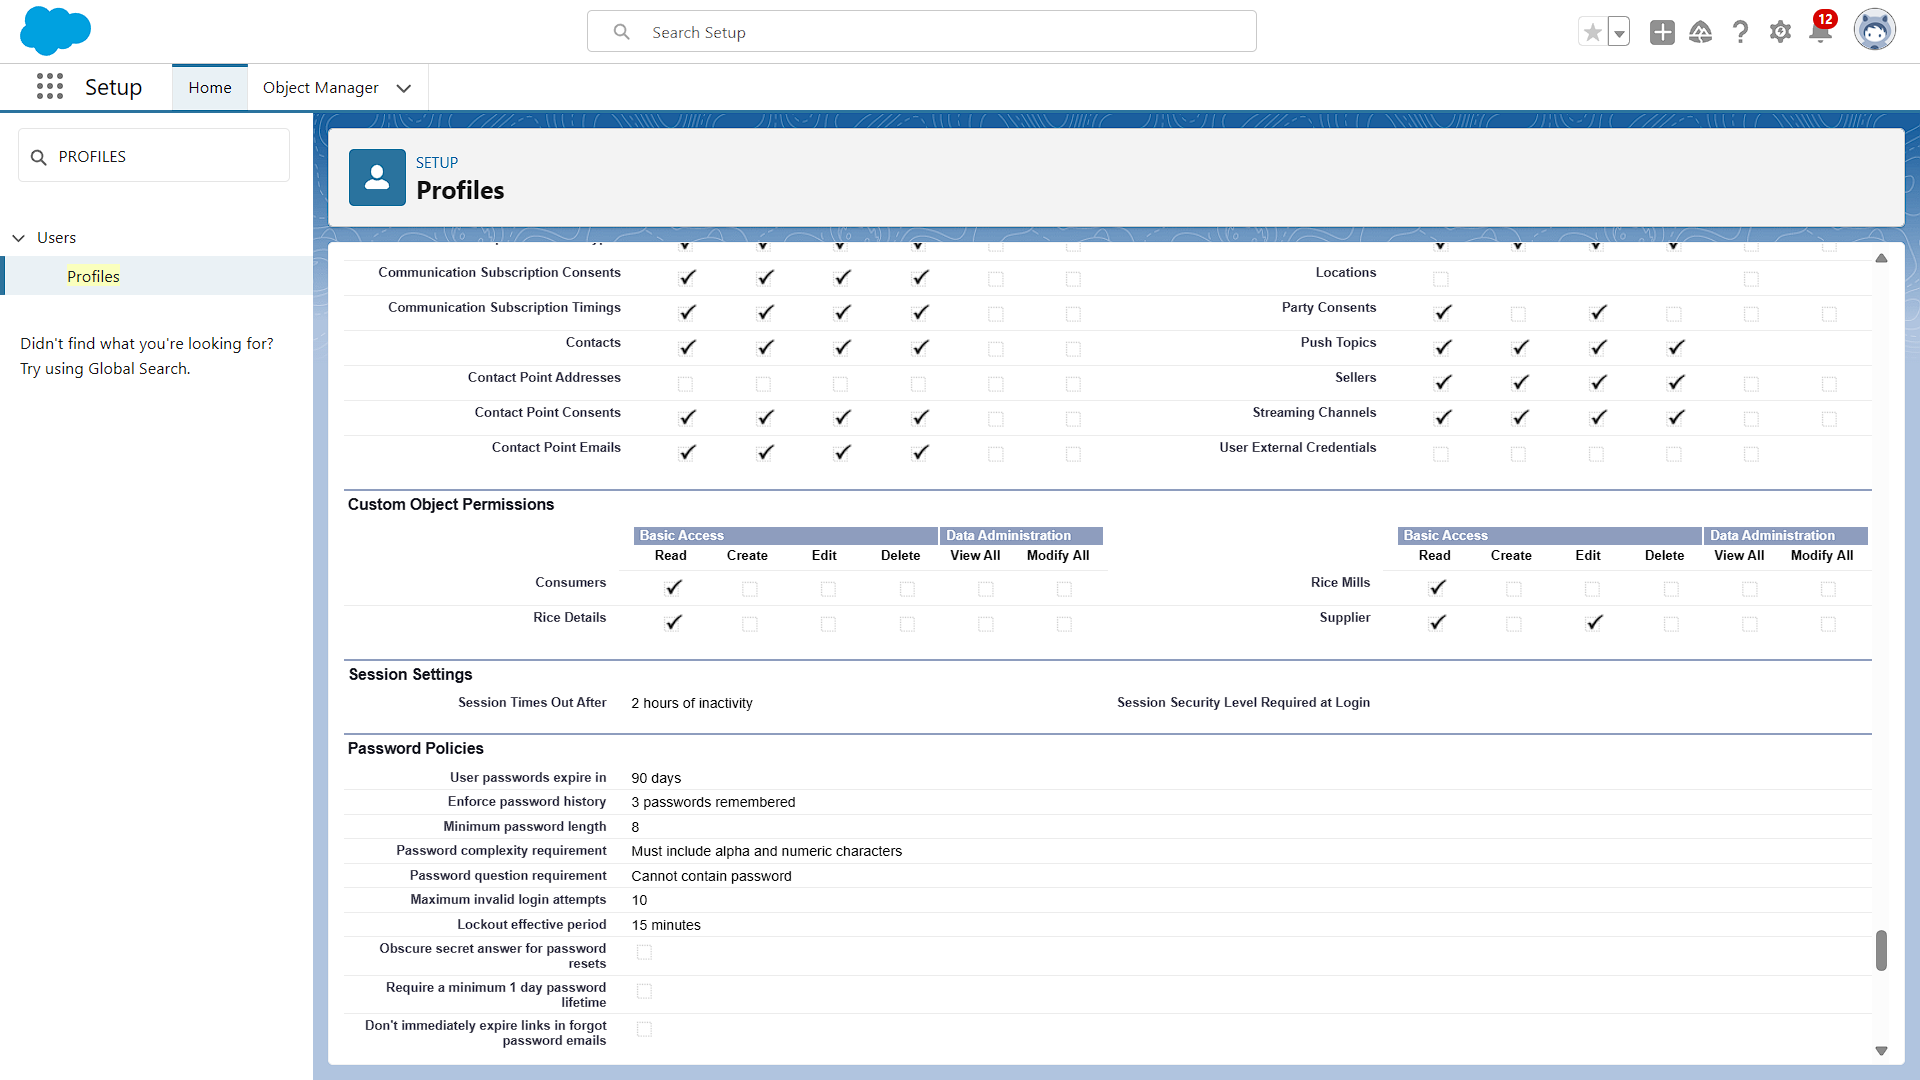 Search Setup
12
Setup
Home
Object Manager
PROFILES
Users
Profiles
Didn't find what you're looking for?
Try using Global Search.
SETUP
Profiles
Communication Subscription Consents
Locations
Communication Subscription Timings
Party Consents
Contacts
Push Topics
Contact Point Addresses
Sellers
Contact Point Consents
Streaming Channels
Contact Point Emails
User External Credentials
Custom Object Permissions
Basic Access Data Administration Basic Access Data Administration
Read Create Edit Delete View All Modify All Read Create Edit Delete View All Modify All
Consumers
Rice Mills
Rice Details
Supplier
Session Settings
Session Times Out After 2 hours of inactivity
Session Security Level Required at Login
Password Policies
User passwords expire in 90 days
Enforce password history 3 passwords remembered
Minimum password length 8
Password complexity requirement Must include alpha and numeric characters
Password question requirement Cannot contain password
Maximum invalid login attempts 10
Lockout effective period 15 minutes
Obscure secret answer for password
resets
Require a minimum 1 day password
lifetime
Don't immediately expire links in forgot
password emails